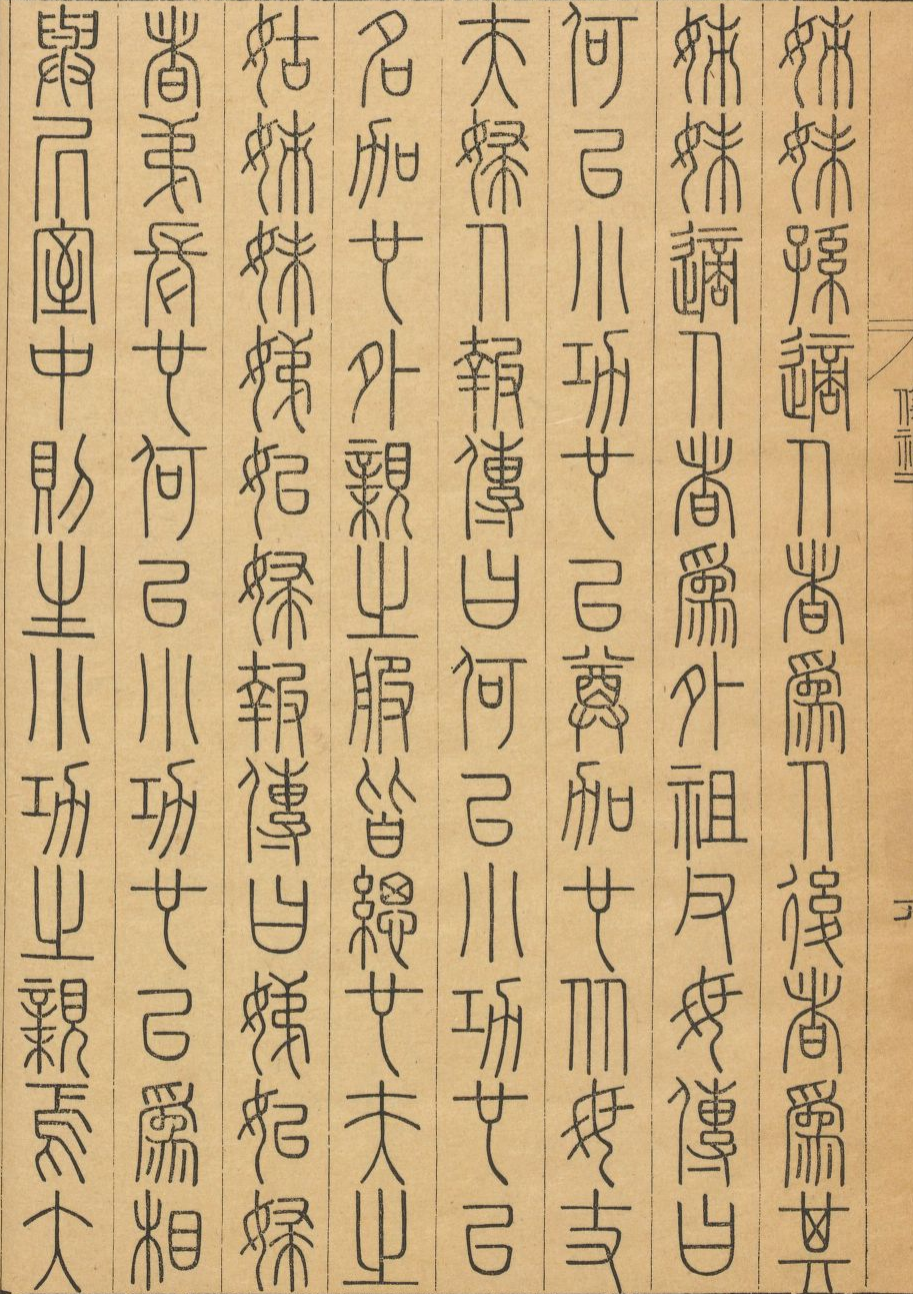 姊妹孫適人者爲人後者爲其
姊妹適人者爲外祖父母傳曰
何以小功也以尊加也从母丈
夫婦人報傳曰何以小功也以
名加也外親之服皆緦也夫之
姑姊妹娣姒婦報傳曰娣姒婦
者弟長也何以小功也以爲相
與居室中則生小功之親焉大